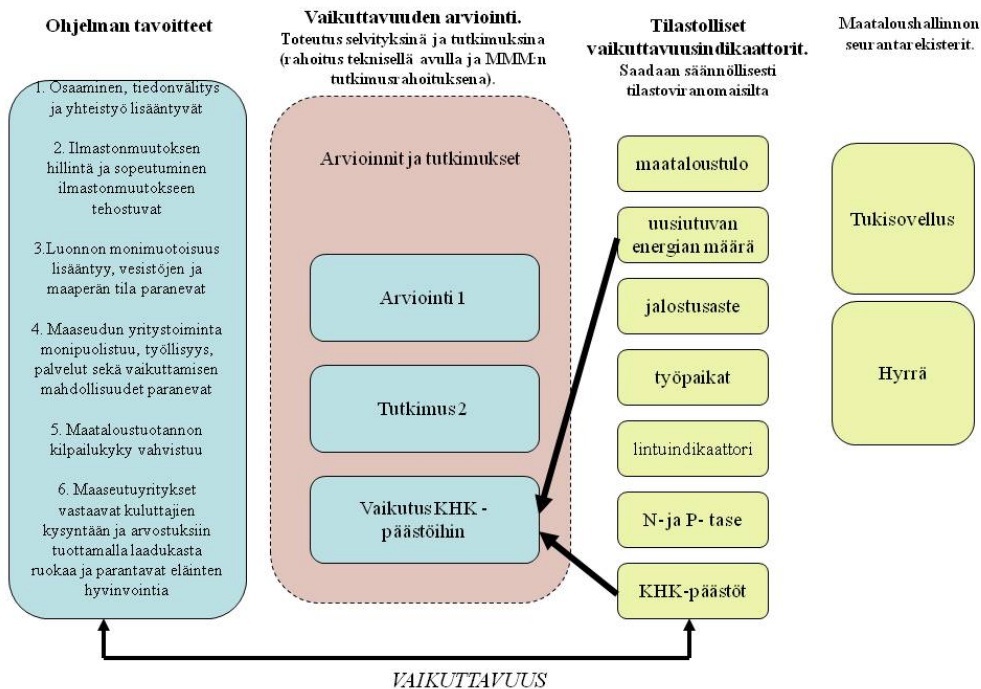 Ohjelman tavoitteet
1. Osaaminen, tiedonvälitys
ja yhteistyö lisääntyvät
2. Ilmastonmuutoksen
hillintä ja sopeutuminen
ilmastonmuutokseen
tehostuvat
3.Luonnon monimuotoisuus
lisääntyy, vesistöjen ja
maaperän tila paranevat
4. Maaseudun yritystoiminta
monipuolistuu, työllisyys,
palvelut sekä vaikuttamisen
mahdollisuudet paranevat
5. Maataloustuotannon
kilpailukyky vahvistuu
6. Maaseutuyritykset
vastaavat kuluttajien
kysyntään ja arvostuksiin
tuottamalla laadukasta
ruokaa ja parantavat eläinten
hyvinvointia
Vaikuttavuuden arviointi.
Toteutus selvityksinä ja tutkimuksina
(rahoitus teknisellä avulla ja MMM:n
tutkimusrahoituksena).
Arvioinnit ja tutkimukset
Arviointi 1
Tutkimus 2
Vaikutus KHK -
päästöihin
Tilastolliset
vaikuttavuusindikaattorit.
Saadaan säännöllisesti
tilastoviranomaisilta
maataloustulo
uusiutuvan
energian määrä
jalostusaste
työpaikat
lintuindikaattori
N- ja P- tase
KHK-päästöt
Maataloushallinnon
seurantarekisterit.
Tukisovellus
Hyrrä
VAIKUTTAVUUS